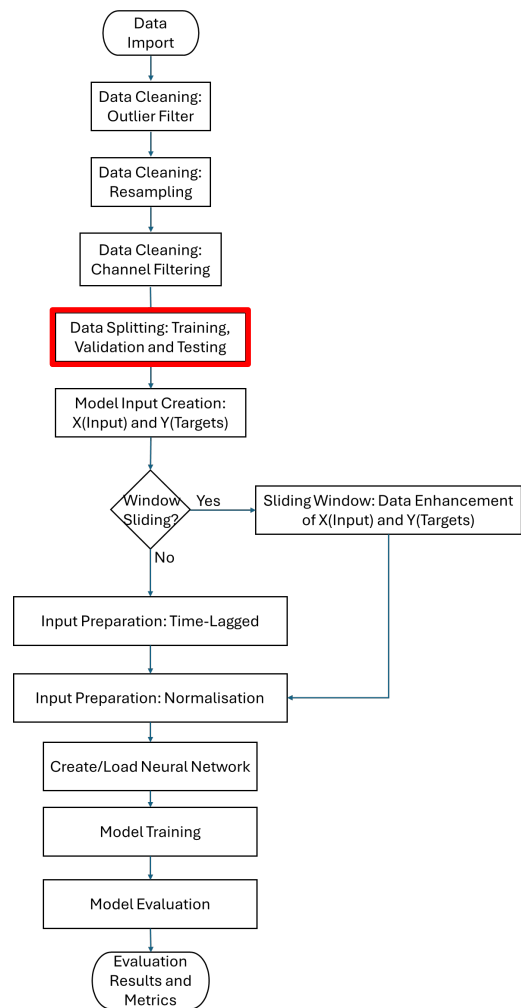 Data
Import
Data Cleaning:
Outlier Filter
Data Cleaning:
Resampling
Data Cleaning:
Channel Filtering
Data Splitting: Training,
Validation and Testing
Model Input Creation:
X(Input) and Y(Targets)
Window
Sliding?
Yes
Sliding Window: Data Enhancement
of X(Input) and Y(Targets)
No
Input Preparation: Time-Lagged
Input Preparation: Normalisation
Create/Load Neural Network
Model Training
Model Evaluation
Evaluation
Results and
Metrics